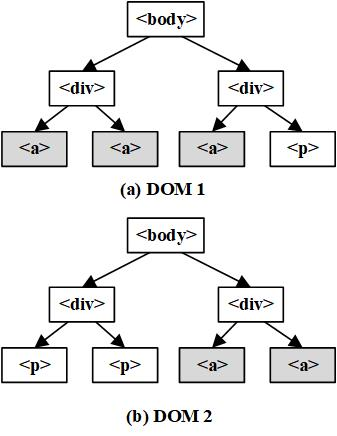 <body>
<div> <div>
<a> <a> <a> <p>
(a) DOM 1
<body>
<div> <div>
<p> <p> <a> <a>
(b) DOM 2